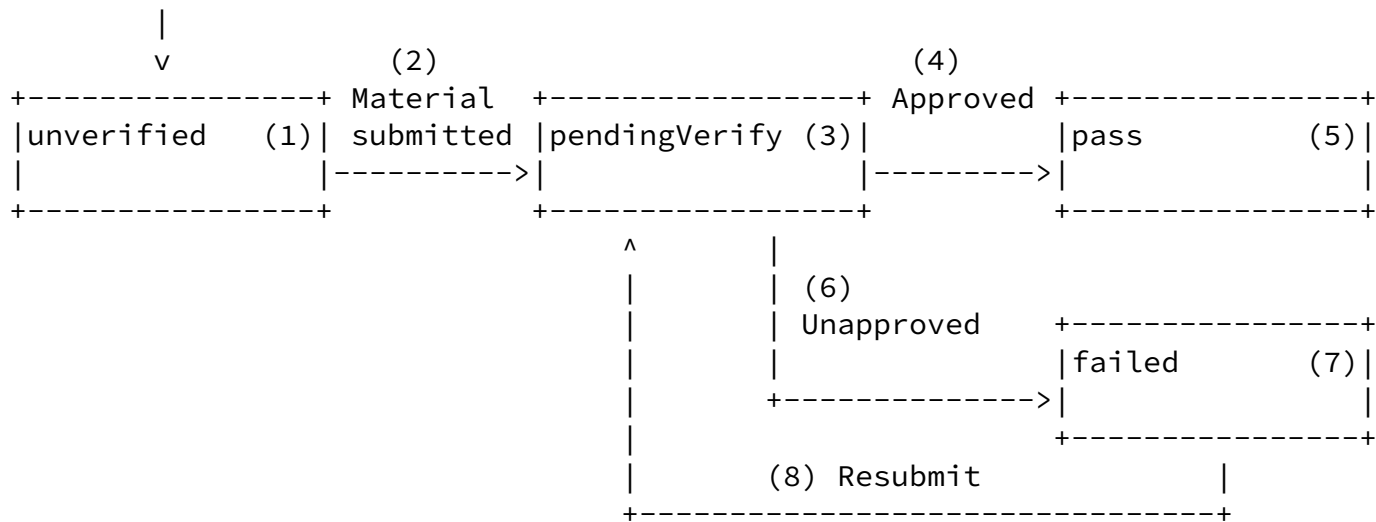 (2) (4)
Material Approved
unverified (1) submitted pendingVerify (3) pass (5)
(6)
Unapproved
failed (7)
(8) Resubmit